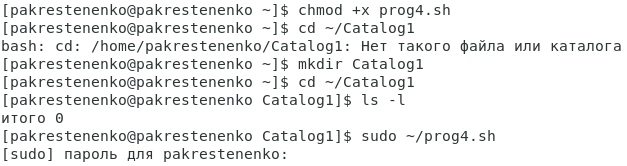 [pakrestenenko@pakrestenenko ~]$ chmod +x prog4.sh
[pakrestenenko@pakrestenenko ~]$ cd ~/Catalog1
bash: cd: /home/pakrestenenko/Catalog1: Нет такого файла или каталога
[pakrestenenko@pakrestenenko ~]$ mkdir Catalog1
[pakrestenenko@pakrestenenko ~]$ cd ~/Catalog1
[pakrestenenko@pakrestenenko Catalog1]$ ls -l
итого 0
[pakrestenenko@pakrestenenko Catalog1]$ sudo ~/prog4.sh
[sudo] пароль для pakrestenenko: